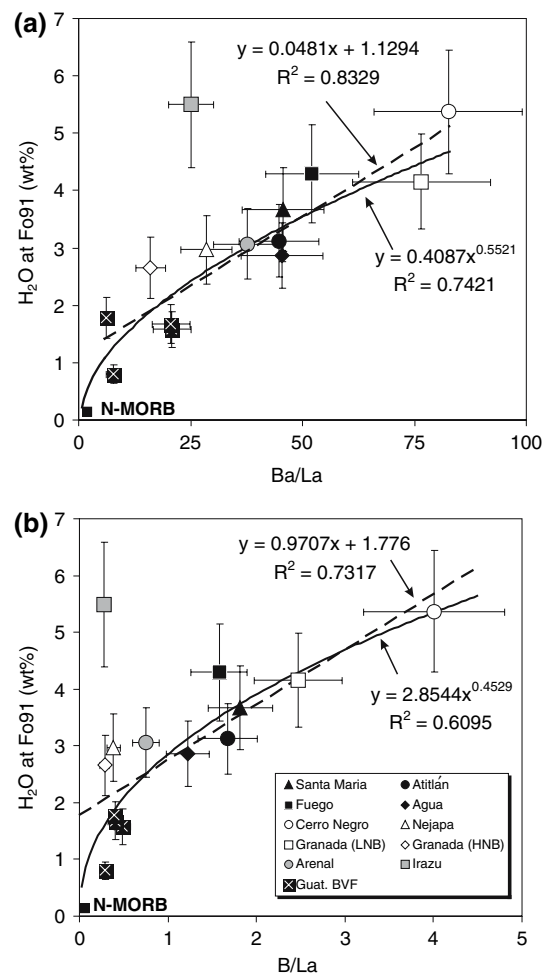 (a)
7
6
5
4
3
2
1
0
H2O at Fo91 (wt%)
y = 0.0481x + 1.1294
R² = 0.8329
y = 0.4087x^0.5521
R² = 0.7421
N-MORB
0 25 50 75 100
Ba/La
(b)
7
6
5
4
3
2
1
0
H2O at Fo91 (wt%)
y = 0.9707x + 1.776
R² = 0.7317
y = 2.8544x^0.4529
R² = 0.6095
Santa Maria Atitlán
Fuego Agua
Cerro Negro Nejapa
Granada (LNB) Granada (HNB)
Arenal Irazu
Guat. BVF
N-MORB
0 1 2 3 4 5
B/La